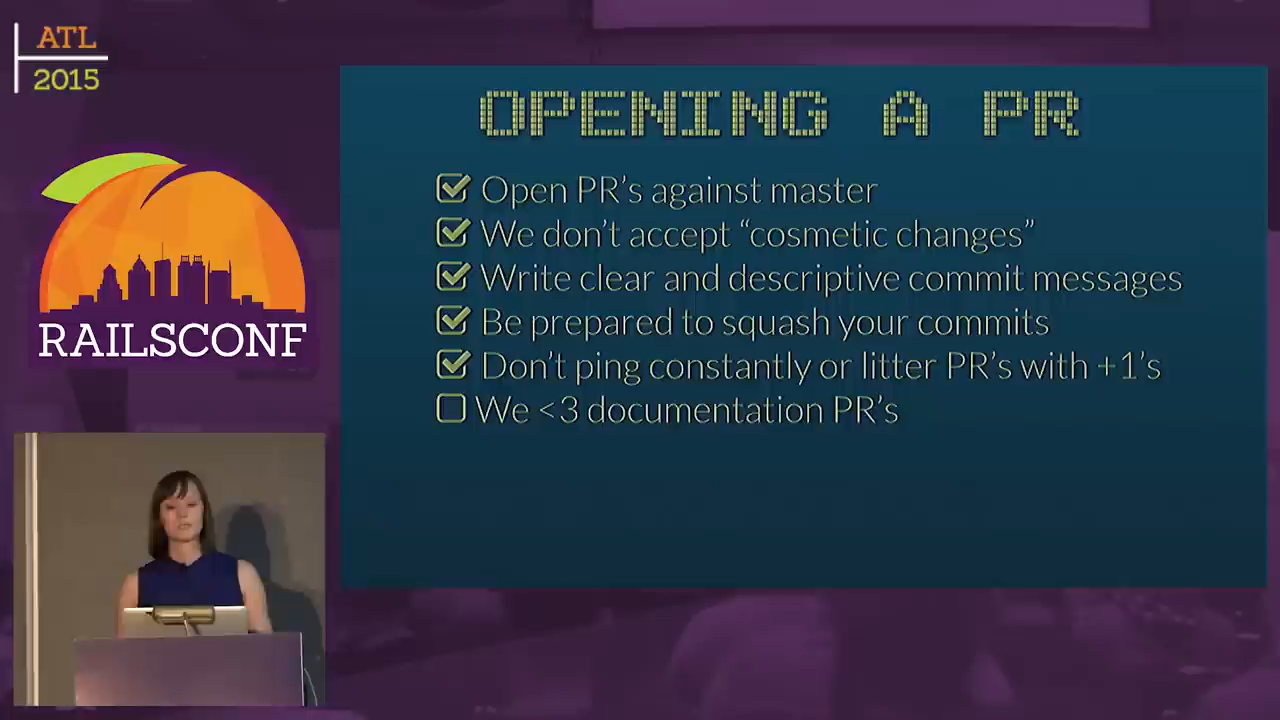 ATL
2015
RAILSCONF
OPENING A PR
Open PR's against master
We don't accept “cosmetic changes”
Write clear and descriptive commit messages
Be prepared to squash your commits
Don't ping constantly or litter PR's with +1's
We <3 documentation PR's